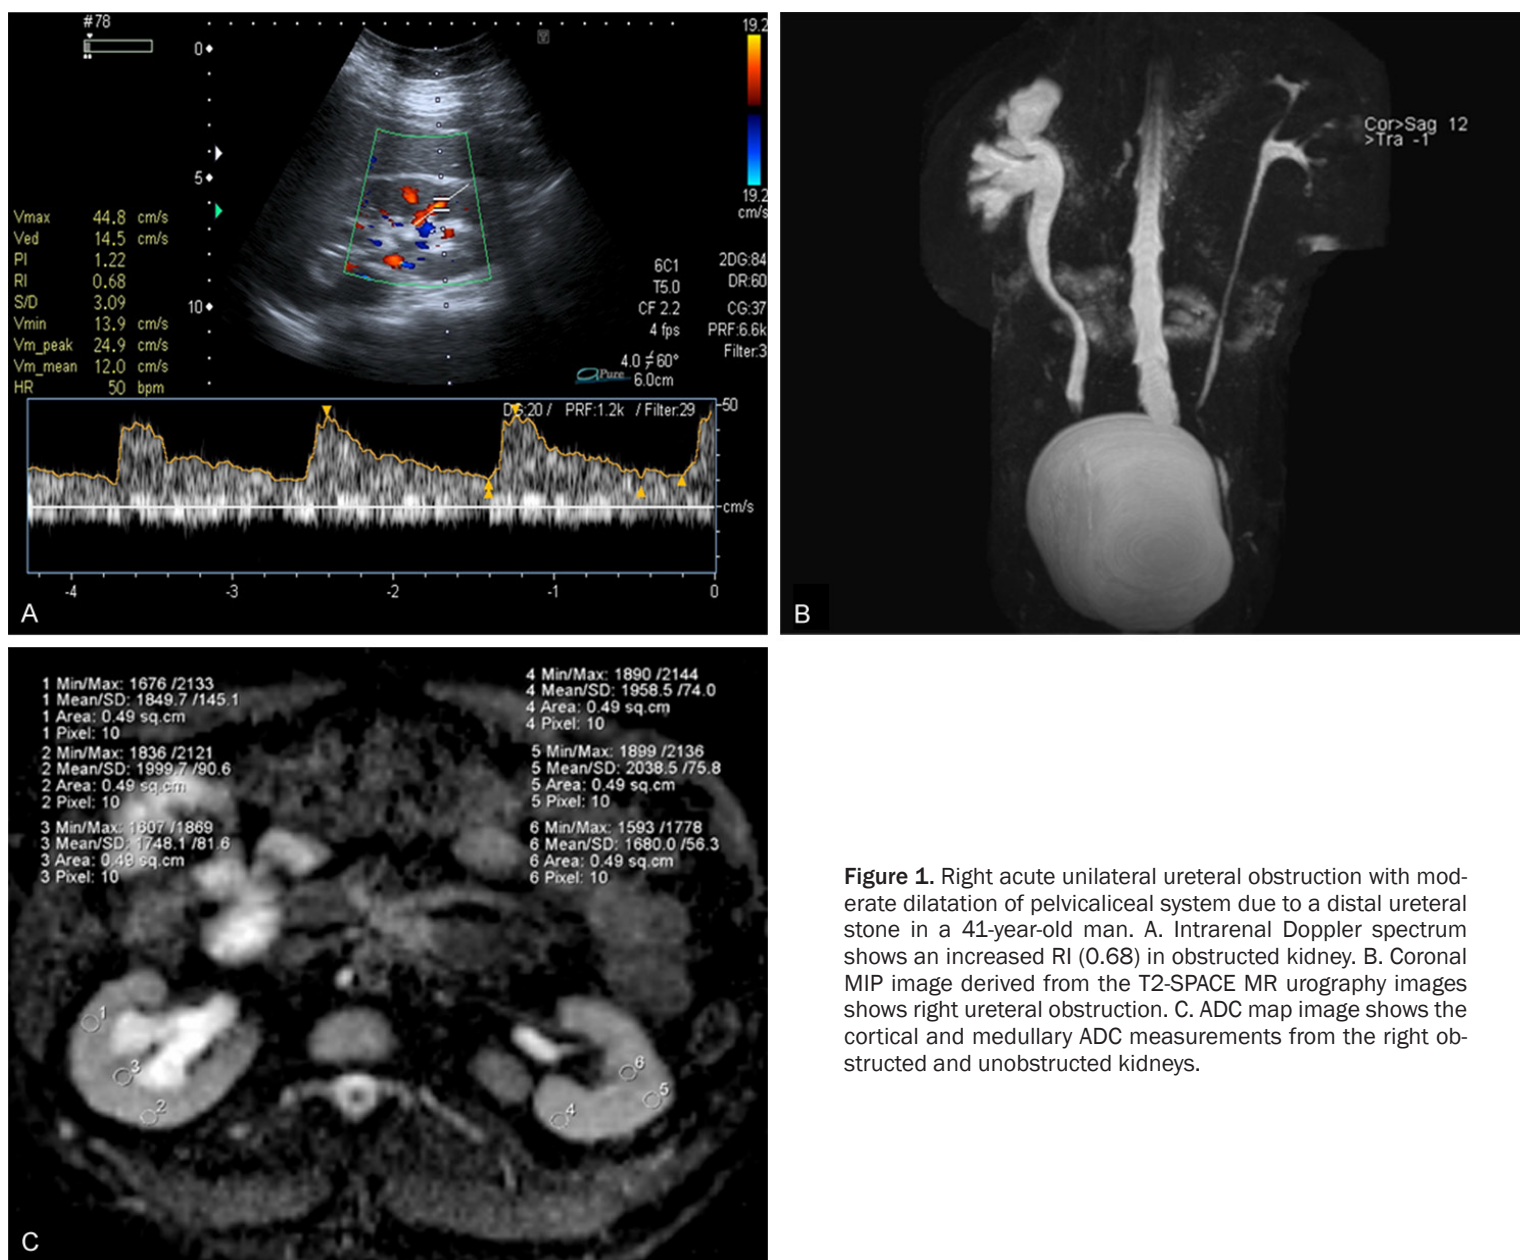 #78
19.2
0
5
10
19.2
cm/s
Vmax 44.8 cm/s
Ved 14.5 cm/s
PI 1.22
RI 0.68
S/D 3.09
Vmin 13.9 cm/s
Vm_peak 24.9 cm/s
Vm_mean 12.0 cm/s
HR 50 bpm
6C1
T5.0
CF 2.2
4 fps
2DG:84
DR:60
CG:37
PRF:6.6k
Filter:3
4.0 ≠60°
6.0cm
aPure
DG:20 / PRF:1.2k / Filter:29
50
cm/s
-4 -3 -2 -1 0
A
Cor>Sag 12
>Tra -1
B
1 Min/Max: 1676 /2133
1 Mean/SD: 1849.7 /145.1
1 Area: 0.49 sq.cm
1 Pixel: 10
2 Min/Max: 1836 /2121
2 Mean/SD: 1999.7 /90.6
2 Area: 0.49 sq.cm
2 Pixel: 10
3 Min/Max: 1607 /1869
3 Mean/SD: 1748.1 /81.6
3 Area: 0.49 sq.cm
3 Pixel: 10
4 Min/Max: 1890 /2144
4 Mean/SD: 1958.5 /74.0
4 Area: 0.49 sq.cm
4 Pixel: 10
5 Min/Max: 1899 /2136
5 Mean/SD: 2038.5 /75.8
5 Area: 0.49 sq.cm
5 Pixel: 10
6 Min/Max: 1593 /1778
6 Mean/SD: 1680.0 /56.3
6 Area: 0.49 sq.cm
6 Pixel: 10
1
3
2
6
5
4
C
Figure 1. Right acute unilateral ureteral obstruction with mod-
erate dilatation of pelvicaliceal system due to a distal ureteral
stone in a 41-year-old man. A. Intrarenal Doppler spectrum
shows an increased RI (0.68) in obstructed kidney. B. Coronal
MIP image derived from the T2-SPACE MR urography images
shows right ureteral obstruction. C. ADC map image shows the
cortical and medullary ADC measurements from the right ob-
structed and unobstructed kidneys.